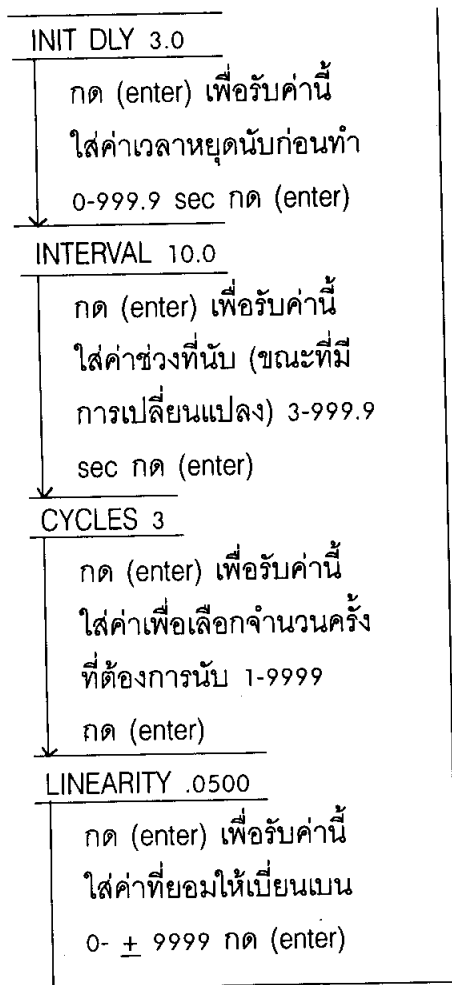 INIT DLY 3.0
กด (enter) เพื่อรับค่านี้
ใส่ค่าเวลาหยุดนับก่อนทำ
0-999.9 sec กด (enter)
INTERVAL 10.0
กด (enter) เพื่อรับค่านี้
ใส่ค่าช่วงที่นับ (ขณะที่มี
การเปลี่ยนแปลง) 3-999.9
sec กด (enter)
CYCLES 3
กด (enter) เพื่อรับค่านี้
ใส่ค่าเพื่อเลือกจำนวนครั้ง
ที่ต้องการนับ 1-9999
กด (enter)
LINEARITY .0500
กด (enter) เพื่อรับค่านี้
ใส่ค่าที่ยอมให้เบี่ยนเบน
0- ± 9999 กด (enter)